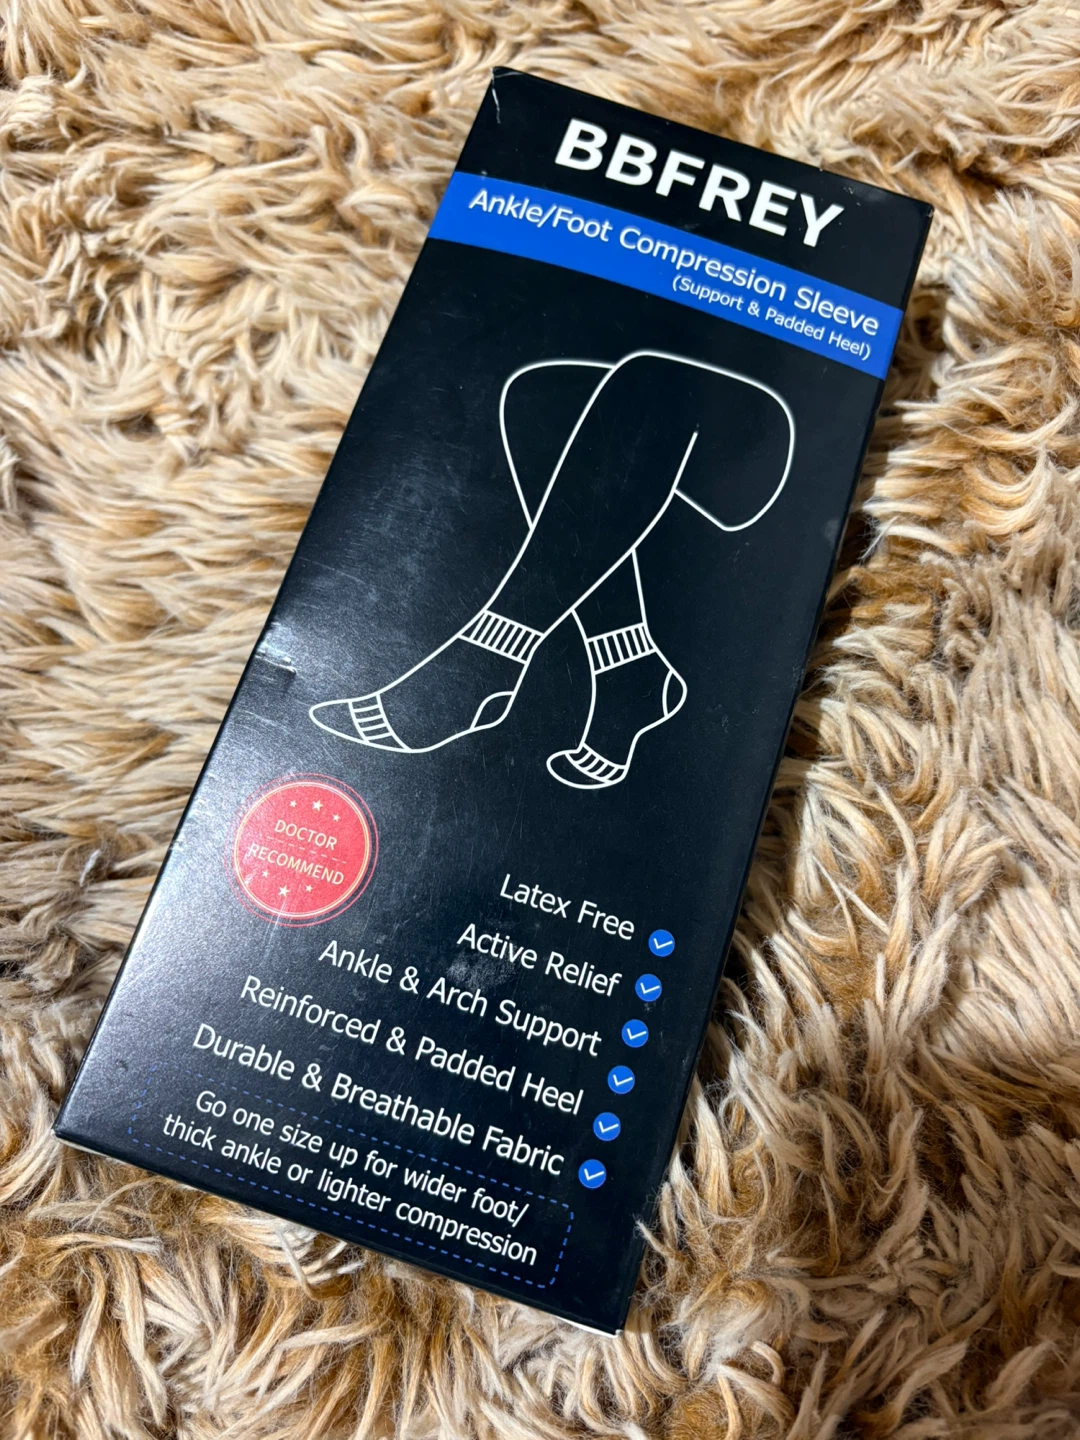 BBFREY
Ankle/Foot Compression Sleeve
(Support & Padded Heel)
DOCTOR
RECOMMEND
Latex Free
Active Relief
Ankle & Arch Support
Reinforced & Padded Heel
Durable & Breathable Fabric
Go one size up for wider foot/
thick ankle or lighter compression